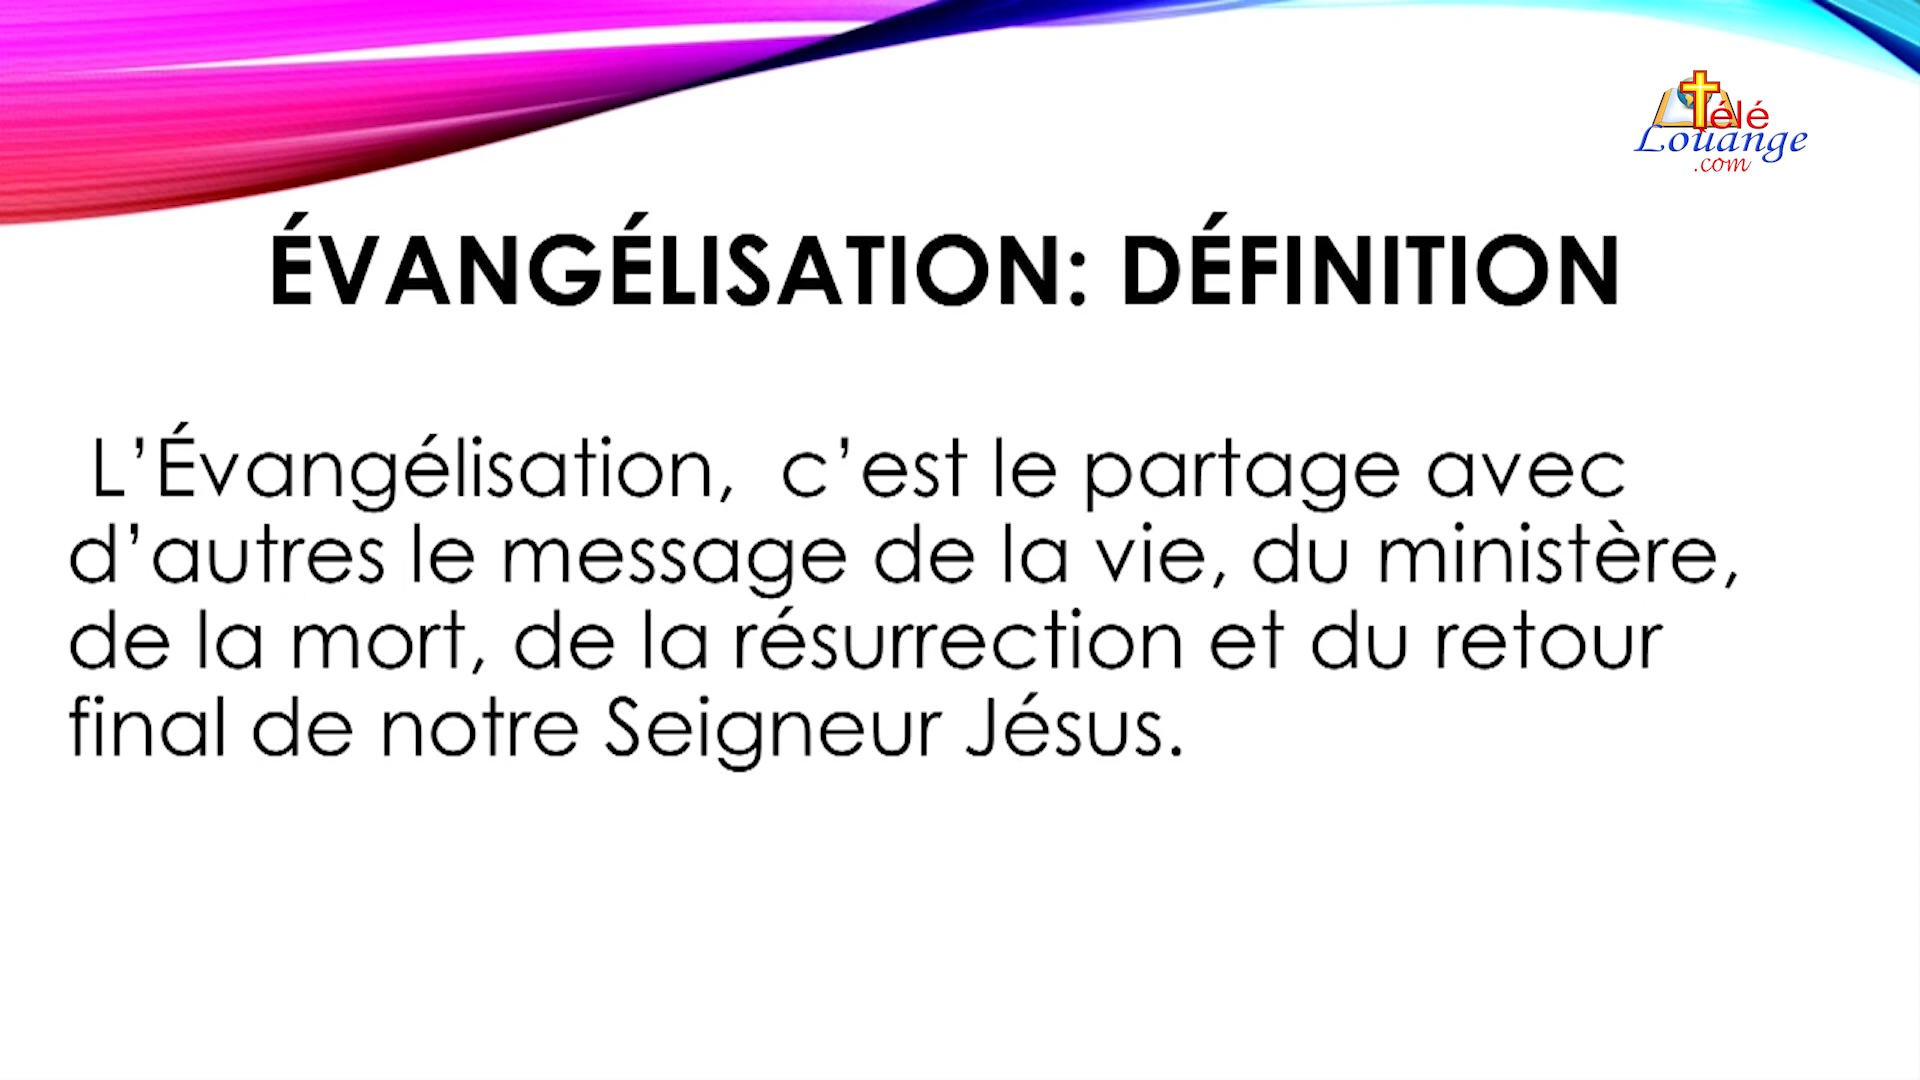 Télé
Louange
.com
ÉVANGÉLISATION: DÉFINITION
L’Évangélisation, c’est le partage avec
d’autres le message de la vie, du ministère,
de la mort, de la résurrection et du retour
final de notre Seigneur Jésus.